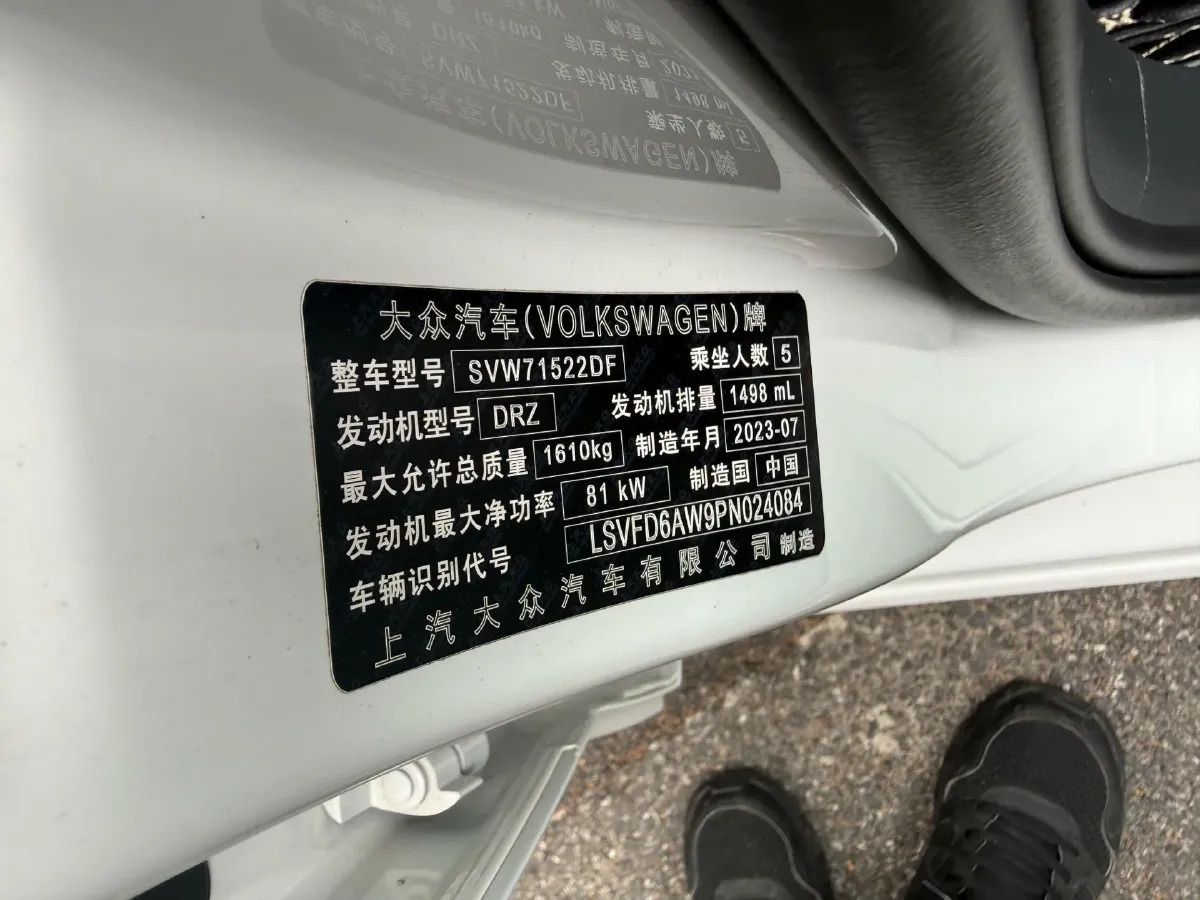 大众汽车(VOLKSWAGEN)牌
整车型号 SVW71522DF 乘坐人数 5
发动机型号 DRZ 发动机排量 1498 mL
最大允许总质量 1610kg 制造年月 2023-07
发动机最大净功率 81 kW 制造国 中国
车辆识别代号 LSVFD6AW9PN024084
上汽大众汽车有限公司制造